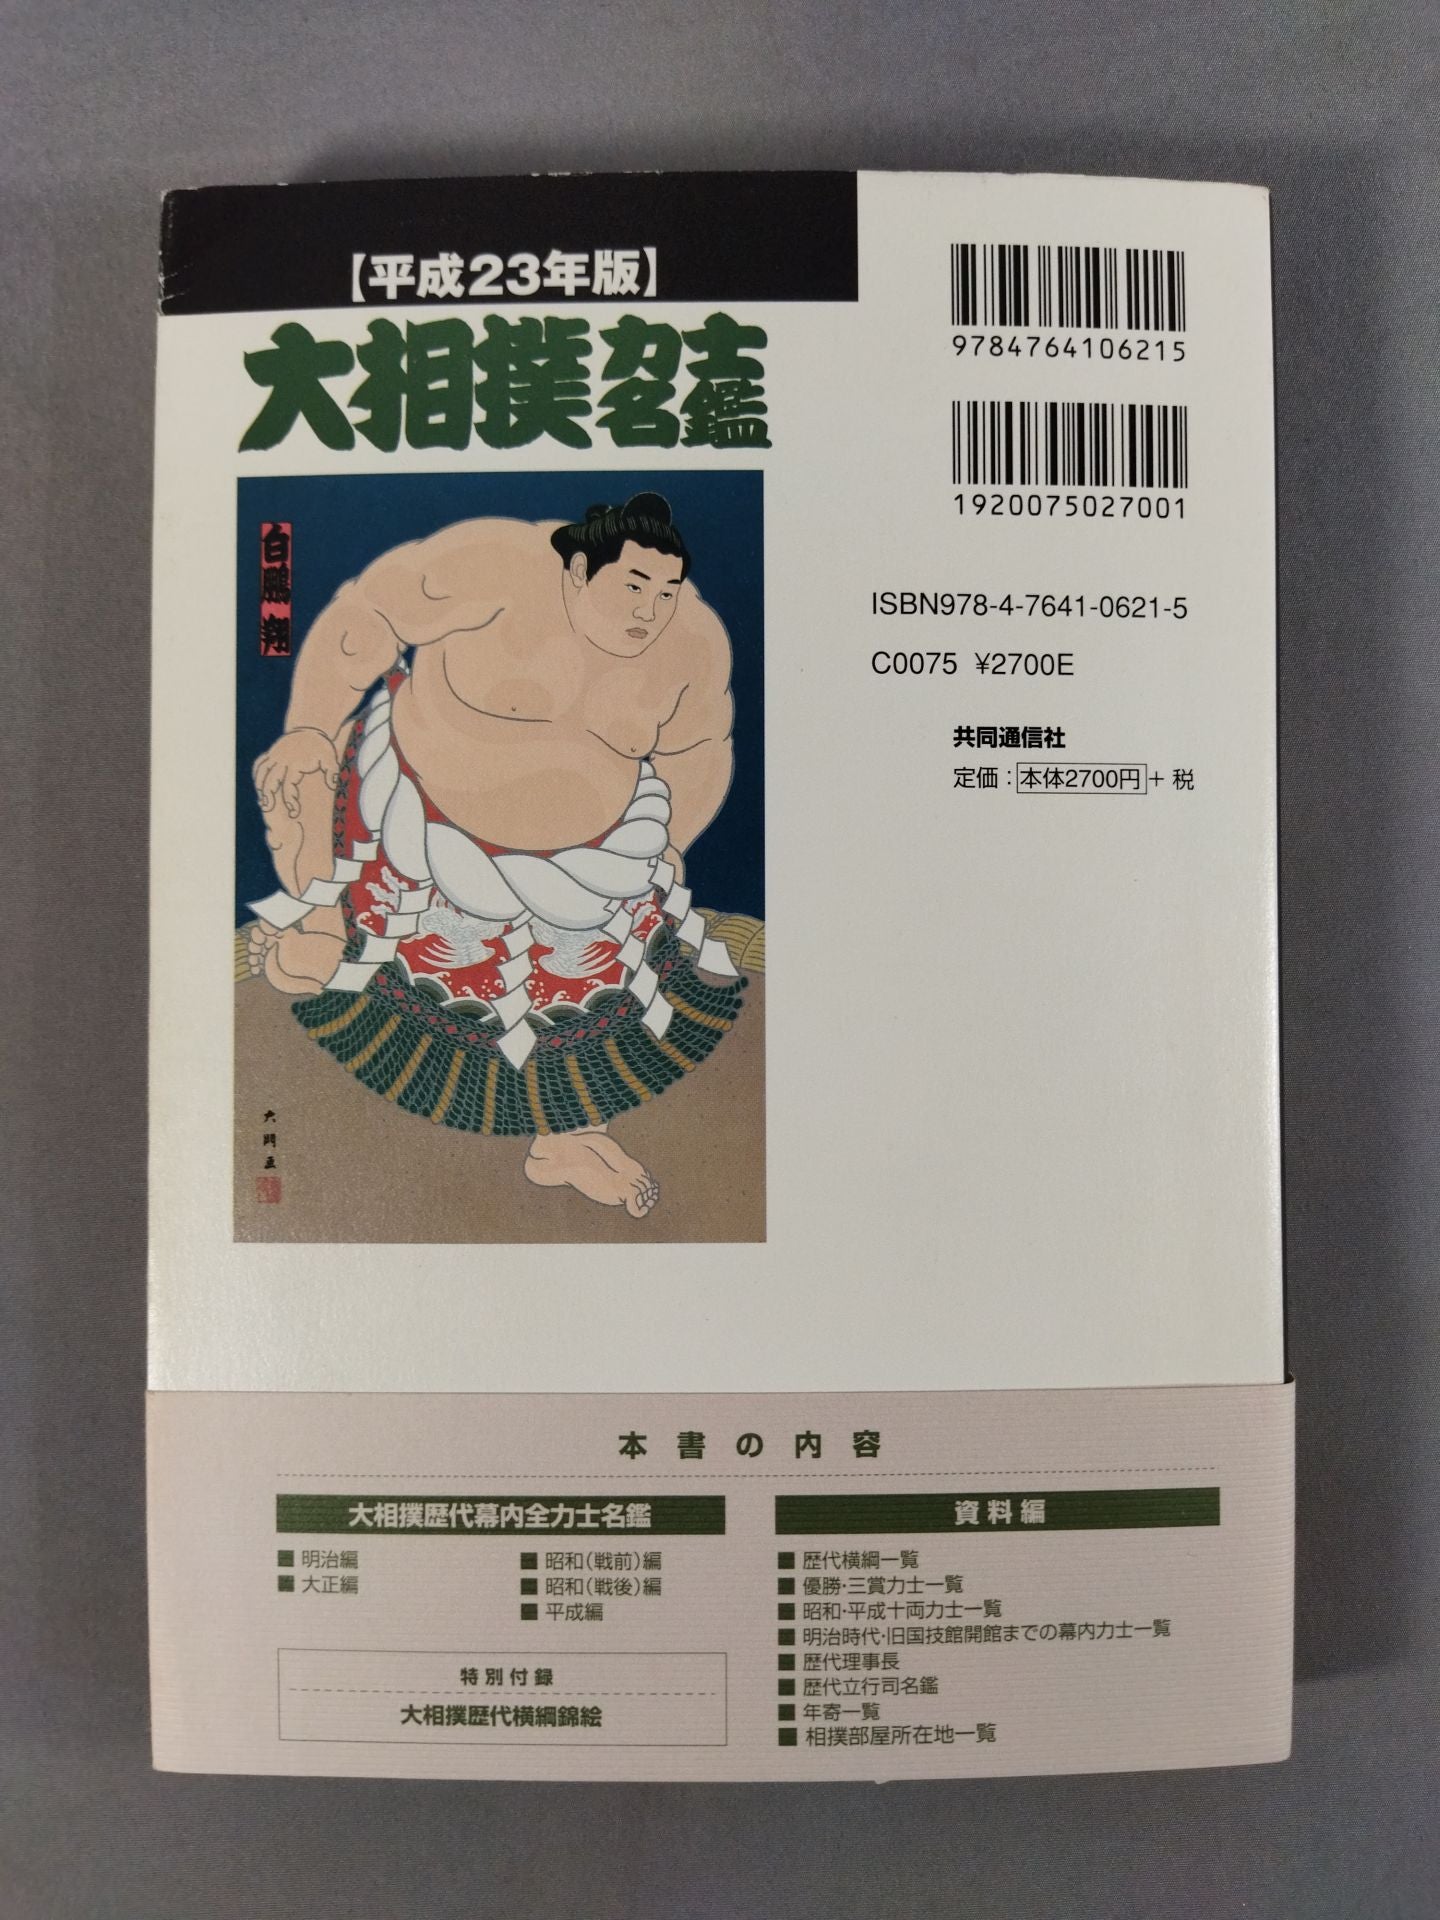 【平成23年版】
大相撲力士名鑑
白鵬 翔
大門画
9784764106215
1920075027001
ISBN978-4-7641-0621-5
C0075 ¥2700E
共同通信社
定価：本体2700円＋税
本書の内容
大相撲歴代幕内全力士名鑑
■ 明治編
■ 大正編
■ 昭和（戦前）編
■ 昭和（戦後）編
■ 平成編
特別付録
大相撲歴代横綱錦絵
資料編
■ 歴代横綱一覧
■ 優勝・三賞力士一覧
■ 昭和・平成十両力士一覧
■ 明治時代・旧国技館開館までの幕内力士一覧
■ 歴代理事長
■ 歴代立行司名鑑
■ 年寄一覧
■ 相撲部屋所在地一覧